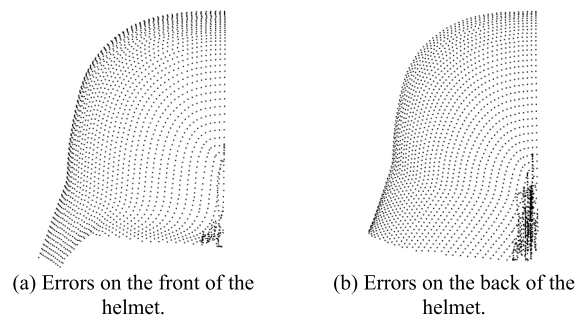 (a) Errors on the front of the
helmet.
(b) Errors on the back of the
helmet.